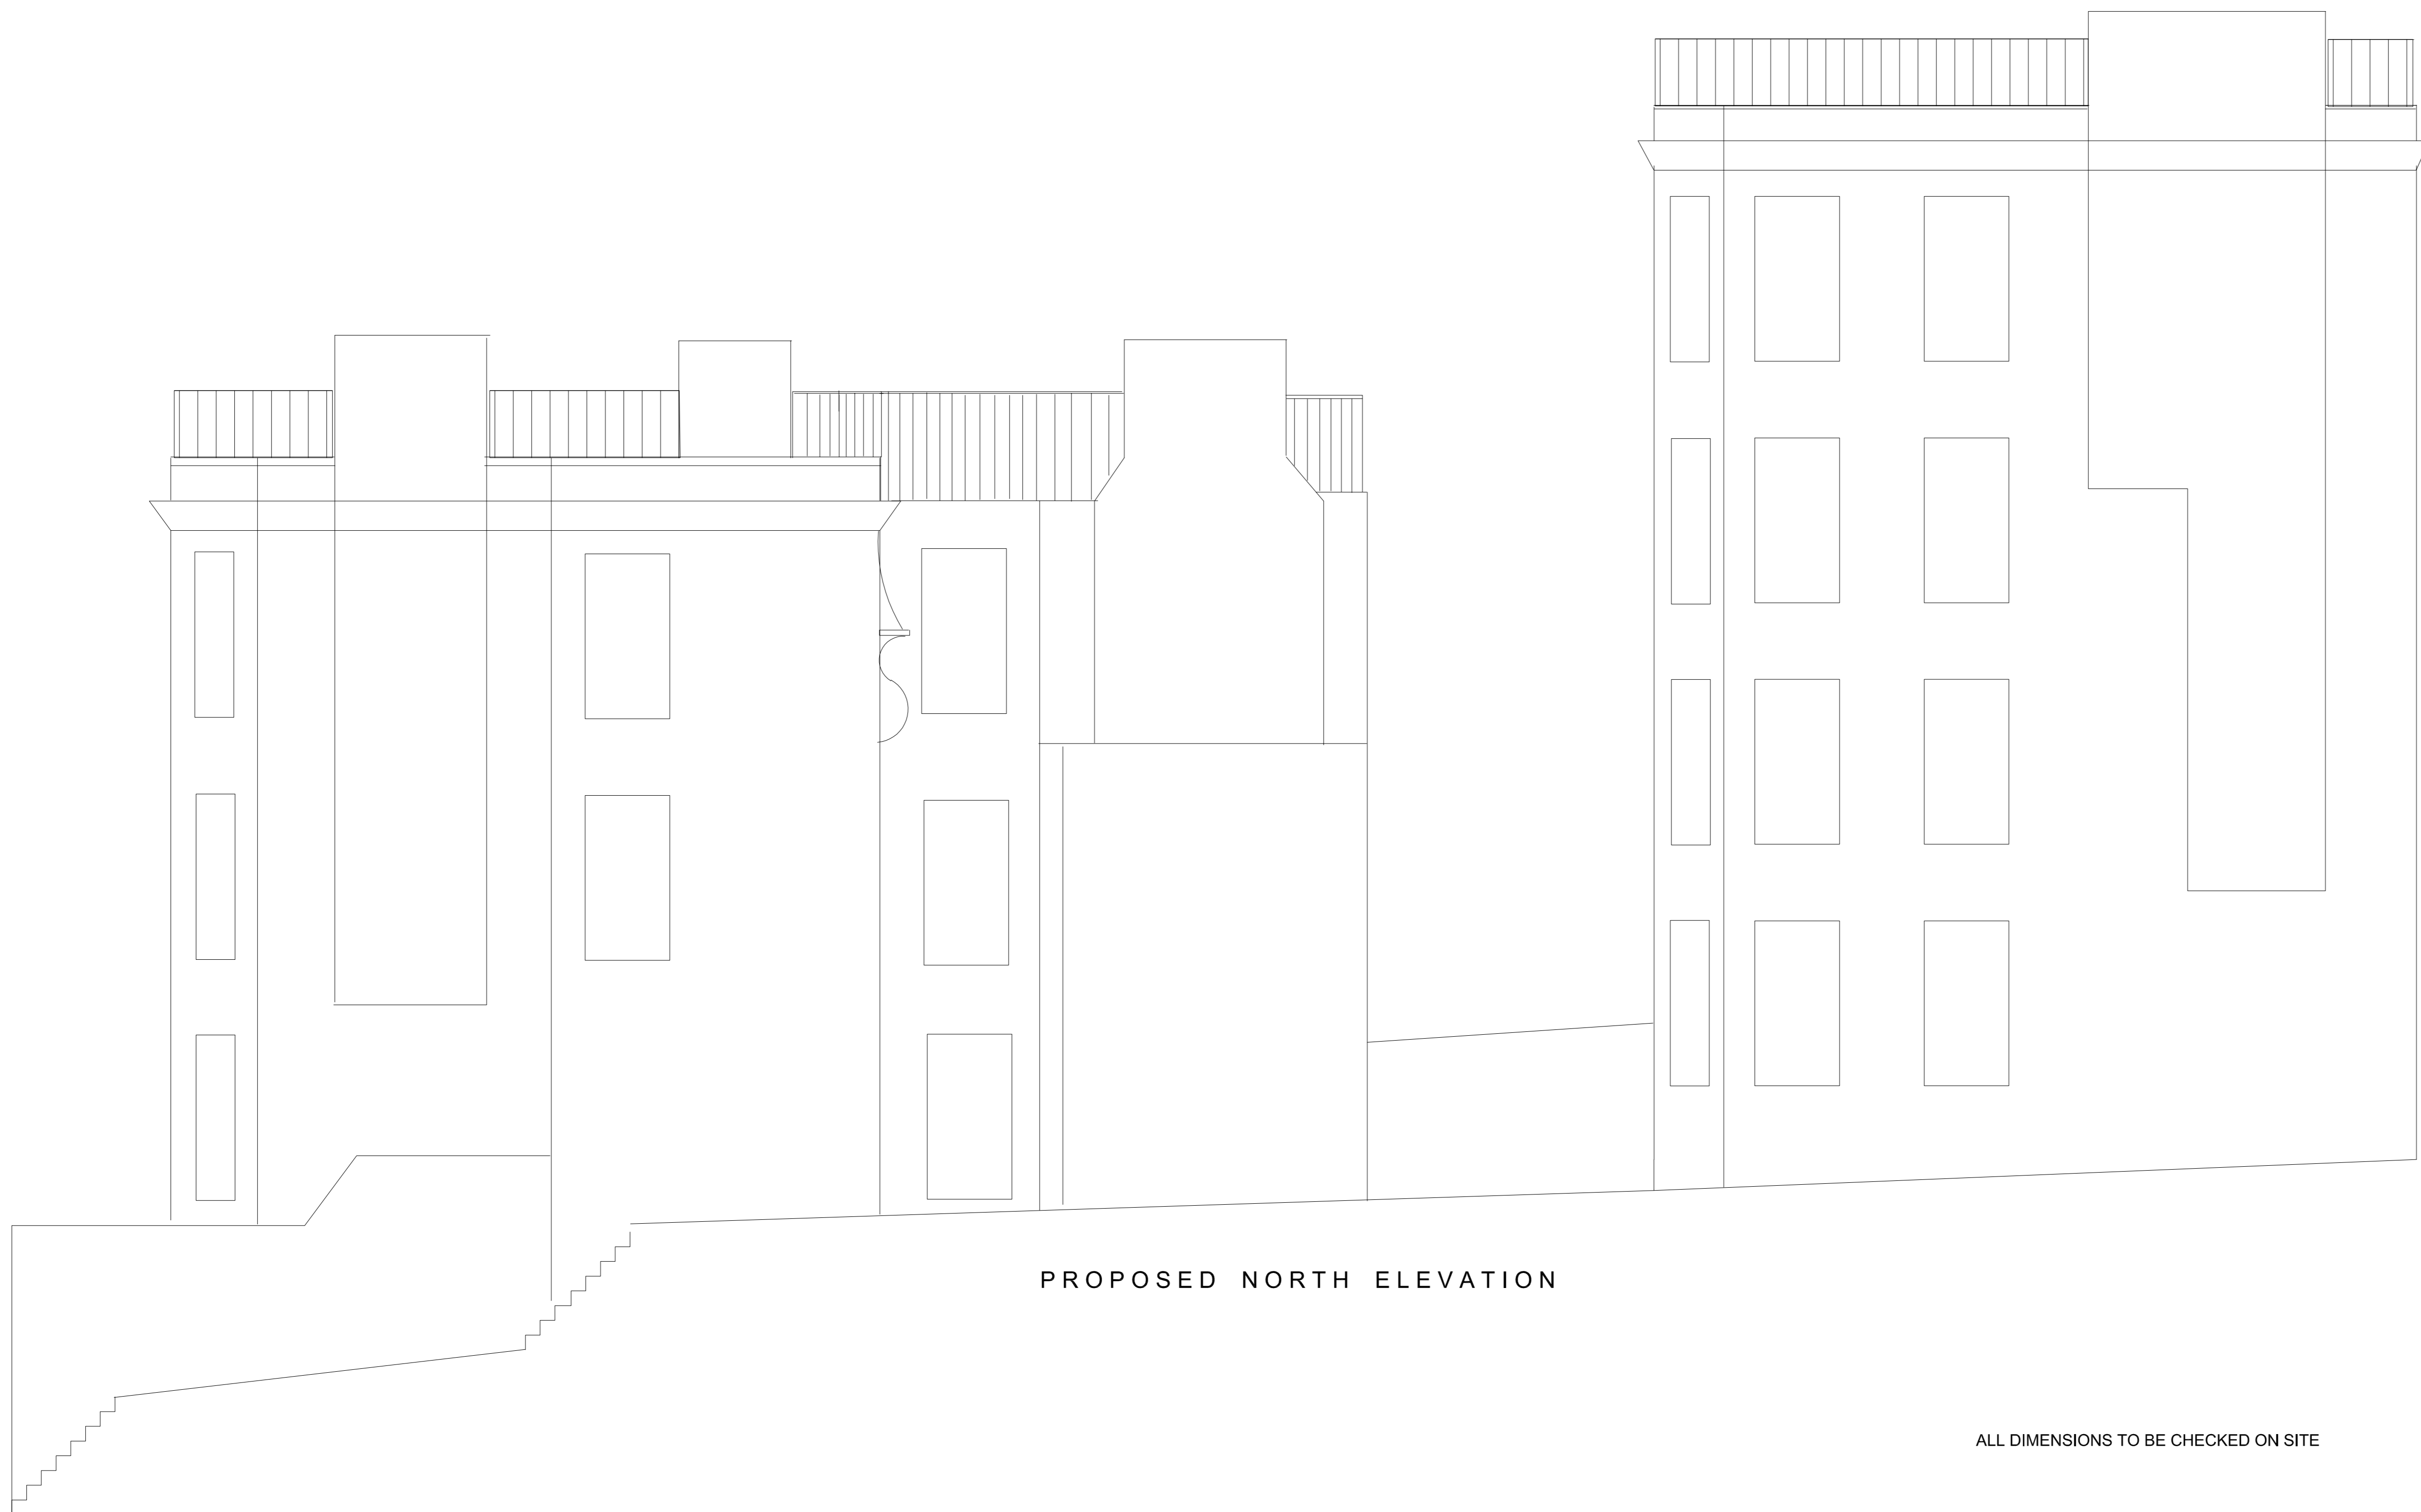 PROPOSED NORTH ELEVATION
ALL DIMENSIONS TO BE CHECKED ON SITE